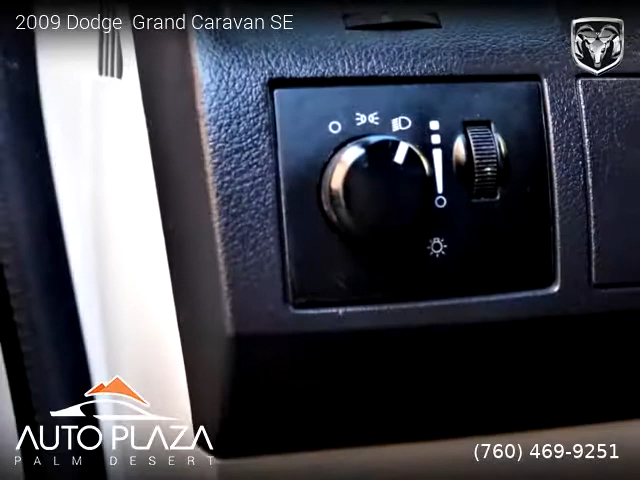 2009 Dodge Grand Caravan SE
AUTO PLAZA
PALM DESERT
(760) 469-9251